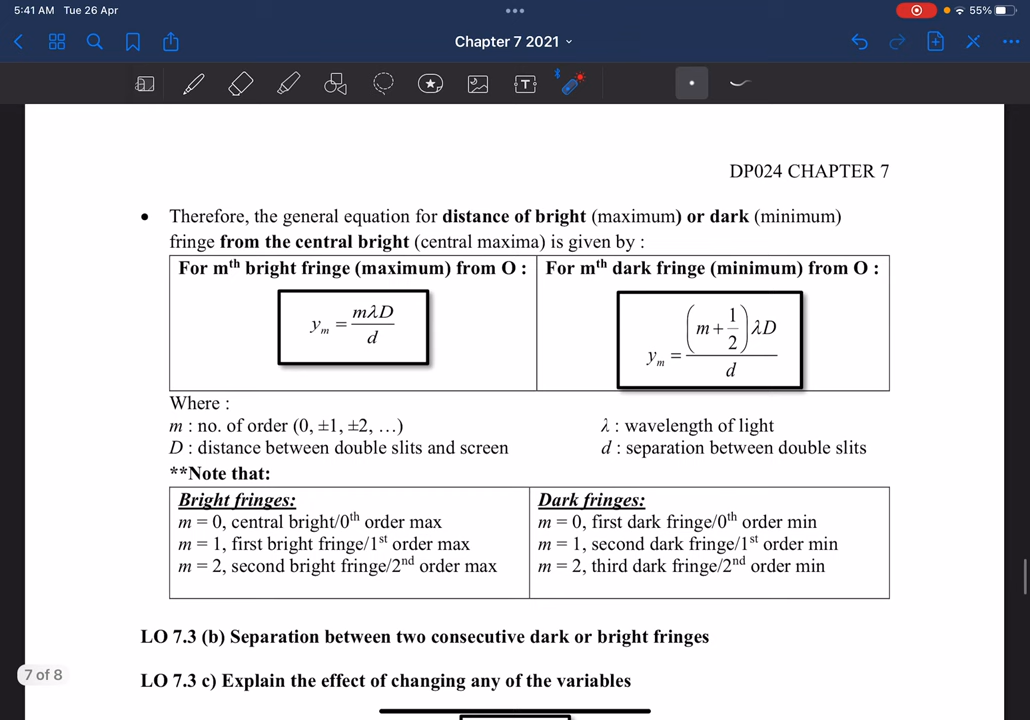 5:41 AM Tue 26 Apr
55%
Chapter 7 2021
T
DP024 CHAPTER 7
• Therefore, the general equation for distance of bright (maximum) or dark (minimum)
fringe from the central bright (central maxima) is given by :
For mᵗʰ bright fringe (maximum) from O :
yₘ = mλD / d
For mᵗʰ dark fringe (minimum) from O :
yₘ = (m + 1/2) λD / d
Where :
m : no. of order (0, ±1, ±2, …)
λ : wavelength of light
D : distance between double slits and screen
d : separation between double slits
**Note that:
Bright fringes:
m = 0, central bright/0ᵗʰ order max
m = 1, first bright fringe/1ˢᵗ order max
m = 2, second bright fringe/2ⁿᵈ order max
Dark fringes:
m = 0, first dark fringe/0ᵗʰ order min
m = 1, second dark fringe/1ˢᵗ order min
m = 2, third dark fringe/2ⁿᵈ order min
LO 7.3 (b) Separation between two consecutive dark or bright fringes
7 of 8
LO 7.3 c) Explain the effect of changing any of the variables